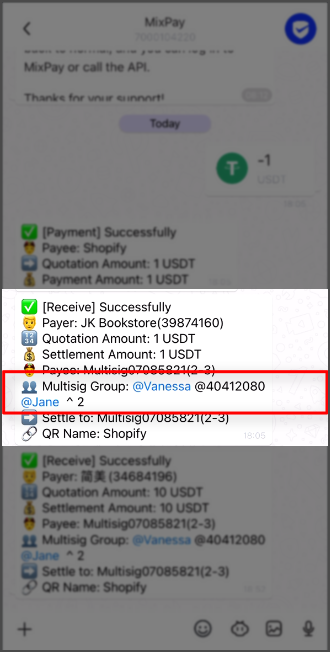 MixPay
7000104220
back to normal, and you can log in to
MixPay or call the API.
Thanks for your support!
Today
-1
USDT
[Payment] Successfully
Payee: Shopify
Quotation Amount: 1 USDT
Payment Amount: 1 USDT
[Receive] Successfully
Payer: JK Bookstore(39874160)
Quotation Amount: 1 USDT
Settlement Amount: 1 USDT
Payee: Multisig07085821(2-3)
Multisig Group: @Vanessa @40412080
@Jane ^ 2
Settle to: Multisig07085821(2-3)
QR Name: Shopify
18:05
[Receive] Successfully
Payer: 简美(34684196)
Quotation Amount: 10 USDT
Settlement Amount: 10 USDT
Payee: Multisig07085821(2-3)
Multisig Group: @Vanessa @40412080
@Jane ^ 2
Settle to: Multisig07085821(2-3)
QR Name: Shopify